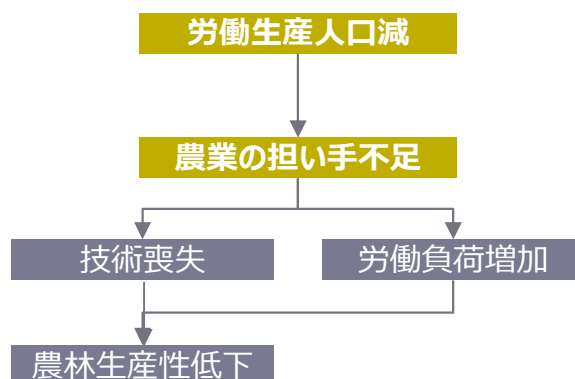 労働生産人口減
農業の担い手不足
技術喪失
労働負荷増加
農林生産性低下